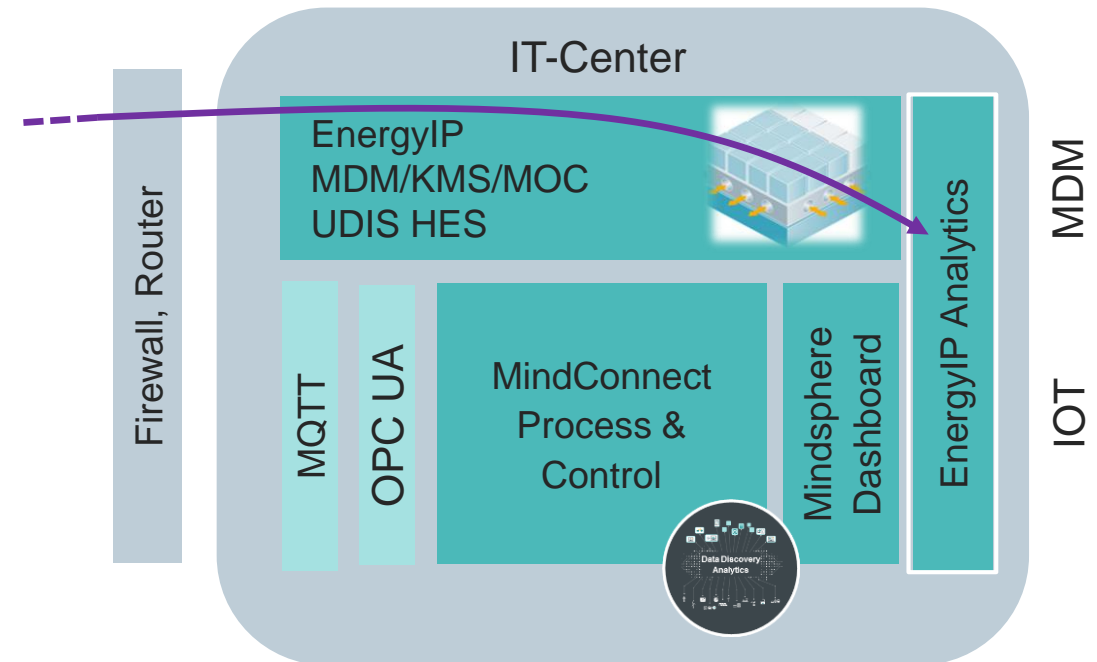 IT-Center
Firewall, Router
EnergyIP
MDM/KMS/MOC
UDIS HES
MQTT
OPC UA
MindConnect
Process &
Control
Mindsphere
Dashboard
EnergyIP Analytics
MDM
IOT
Data Discovery
Analytics